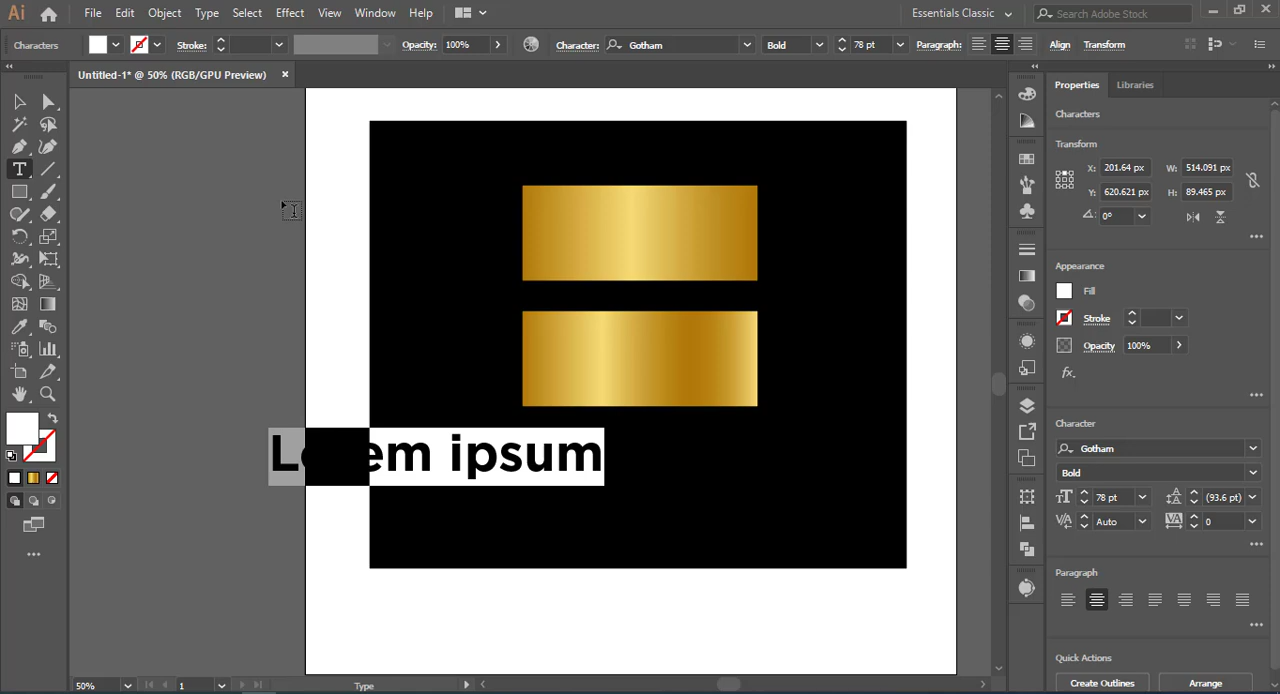 Ai File Edit Object Type Select Effect View Window Help Essentials Classic Search Adobe Stock
Characters Stroke: Opacity: 100% Character: Gotham Bold 78 pt Paragraph: Align Transform
Untitled-1* @ 50% (RGB/GPU Preview)
Properties Libraries
Characters
Transform
X: 201.64 px W: 514.091 px
Y: 620.621 px H: 89.465 px
0°
Appearance
Fill
Stroke
Opacity 100%
fx
Character
Gotham
Bold
78 pt (93.6 pt)
Auto 0
Paragraph
Quick Actions
Create Outlines Arrange
Lorem ipsum
50% 1 Type